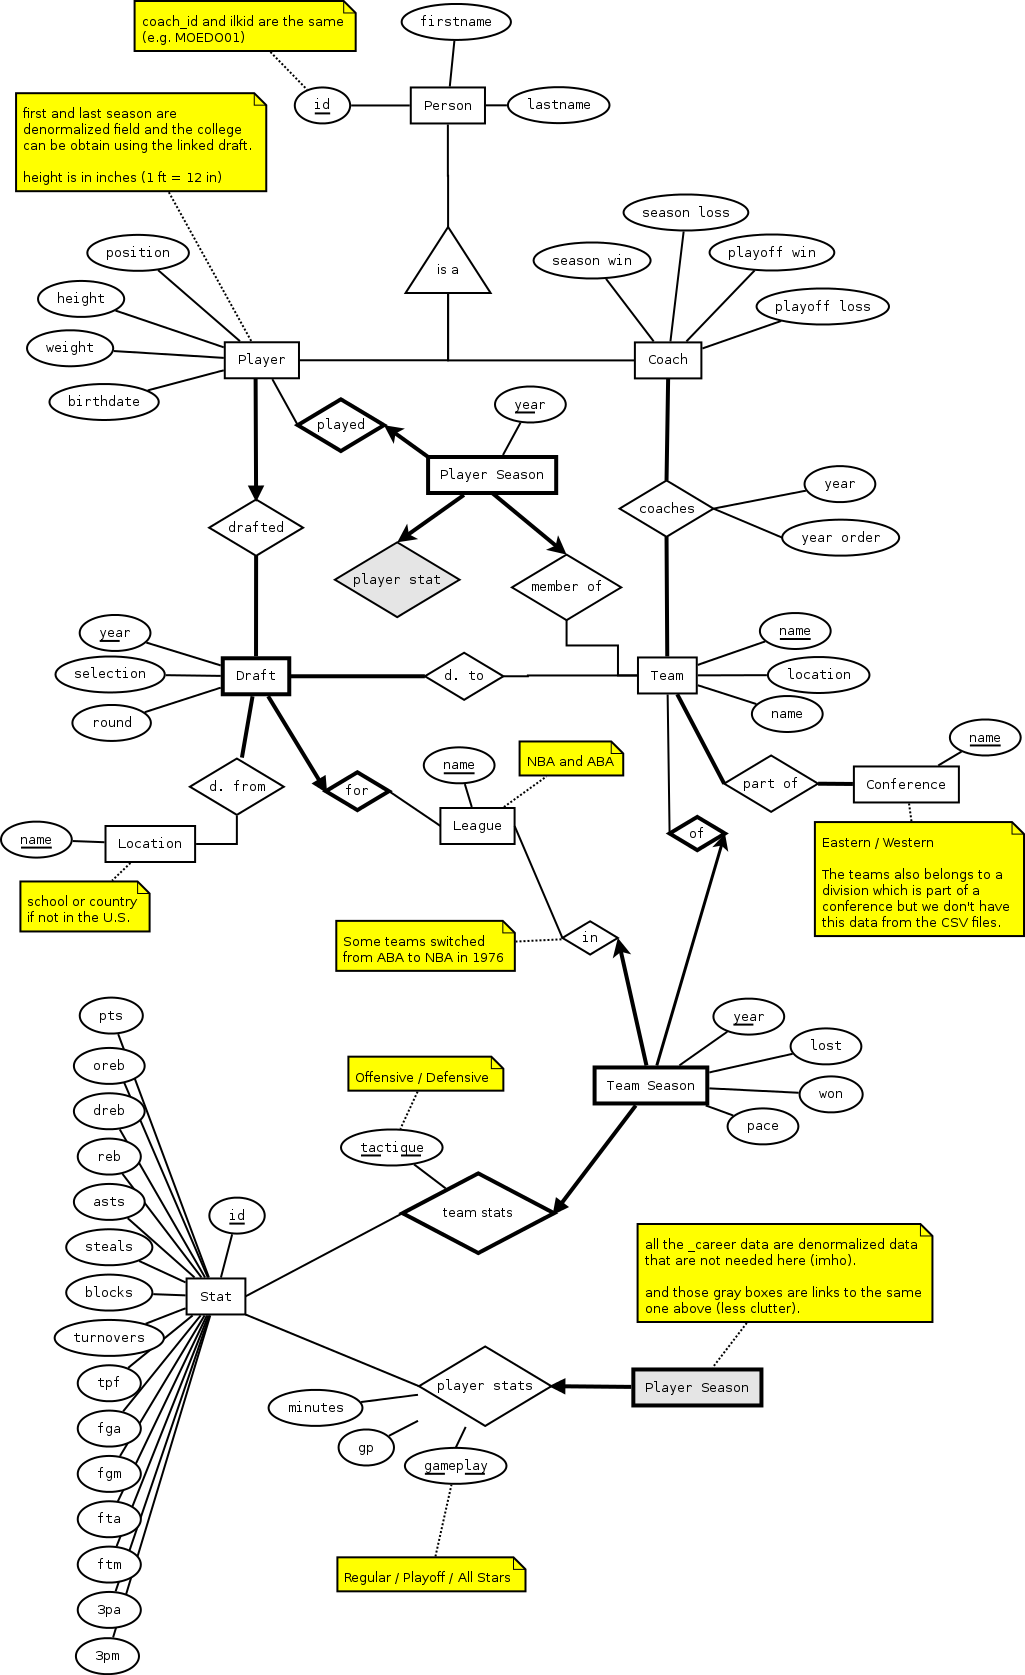 coach_id and ilkid are the same
(e.g. MOEDO01)
firstname
id
Person
lastname
first and last season are
denormalized field and the college
can be obtain using the linked draft.
height is in inches (1 ft = 12 in)
season loss
position
season win
playoff win
is a
height
playoff loss
weight
Player
Coach
birthdate
year
played
Player Season
year
coaches
drafted
year order
player stat
member of
year
name
selection
Draft
d. to
Team
location
round
name
name
NBA and ABA
name
d. from
for
part of
Conference
League
name
Location
of
Eastern / Western
The teams also belongs to a
division which is part of a
conference but we don't have
this data from the CSV files.
school or country
if not in the U.S.
Some teams switched
from ABA to NBA in 1976
in
pts
year
lost
oreb
Offensive / Defensive
Team Season
won
dreb
pace
tactique
reb
asts
id
team stats
steals
all the _career data are denormalized data
that are not needed here (imho).
and those gray boxes are links to the same
one above (less clutter).
blocks
Stat
turnovers
tpf
player stats
Player Season
minutes
fga
gp
gameplay
fgm
fta
ftm
Regular / Playoff / All Stars
3pa
3pm